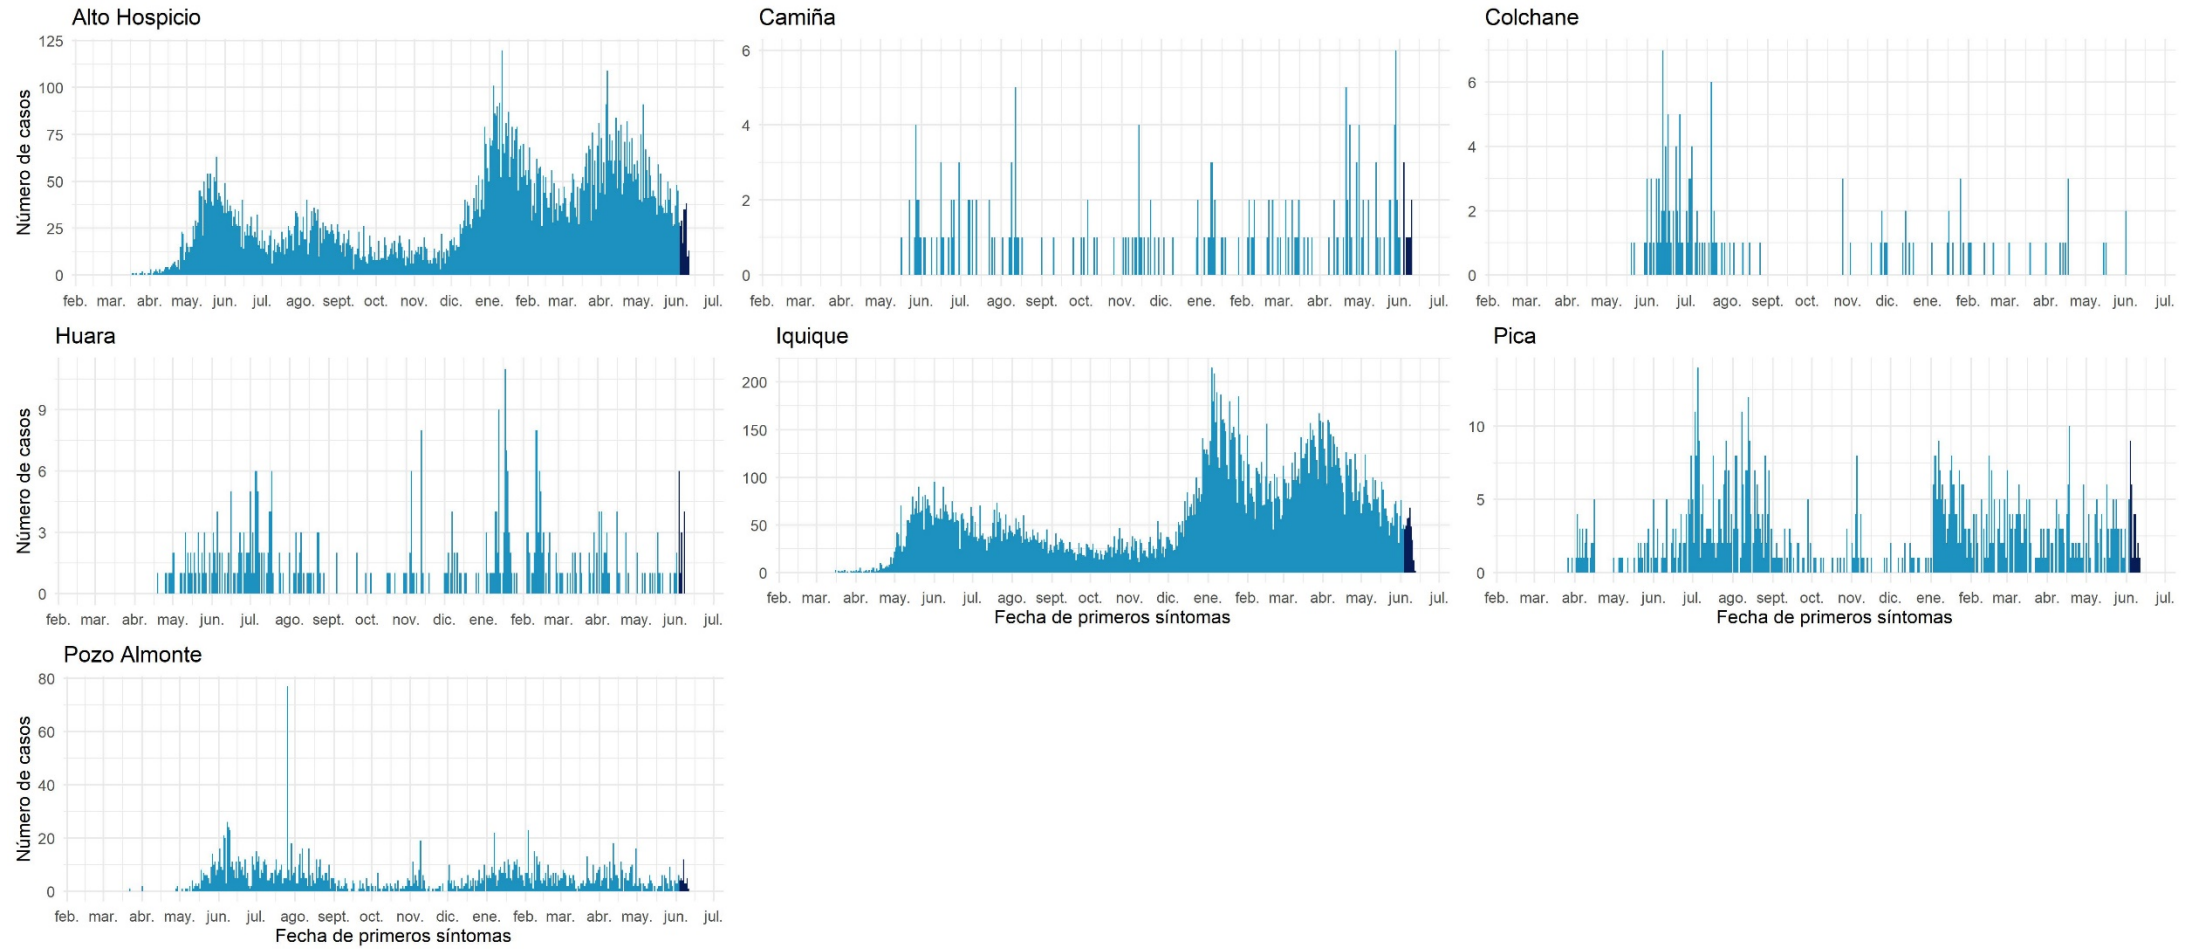 Alto Hospicio
Número de casos
125
100
75
50
25
0
feb. mar. abr. may. jun. jul. ago. sept. oct. nov. dic. ene. feb. mar. abr. may. jun. jul.
Camiña
6
4
2
0
feb. mar. abr. may. jun. jul. ago. sept. oct. nov. dic. ene. feb. mar. abr. may. jun. jul.
Colchane
6
4
2
0
feb. mar. abr. may. jun. jul. ago. sept. oct. nov. dic. ene. feb. mar. abr. may. jun. jul.
Huara
Número de casos
9
6
3
0
feb. mar. abr. may. jun. jul. ago. sept. oct. nov. dic. ene. feb. mar. abr. may. jun. jul.
Iquique
200
150
100
50
0
feb. mar. abr. may. jun. jul. ago. sept. oct. nov. dic. ene. feb. mar. abr. may. jun. jul.
Fecha de primeros síntomas
Pica
10
5
0
feb. mar. abr. may. jun. jul. ago. sept. oct. nov. dic. ene. feb. mar. abr. may. jun. jul.
Fecha de primeros síntomas
Pozo Almonte
Número de casos
80
60
40
20
0
feb. mar. abr. may. jun. jul. ago. sept. oct. nov. dic. ene. feb. mar. abr. may. jun. jul.
Fecha de primeros síntomas